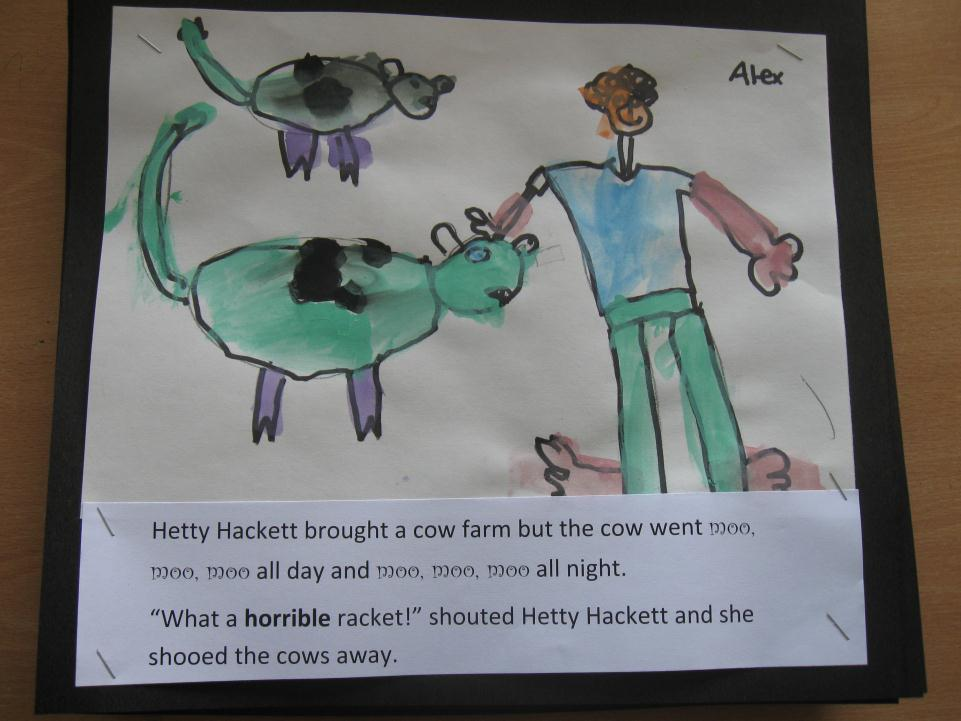 Alex
Hetty Hackett brought a cow farm but the cow went moo,
moo, moo all day and moo, moo, moo all night.
“What a horrible racket!” shouted Hetty Hackett and she
shooed the cows away.